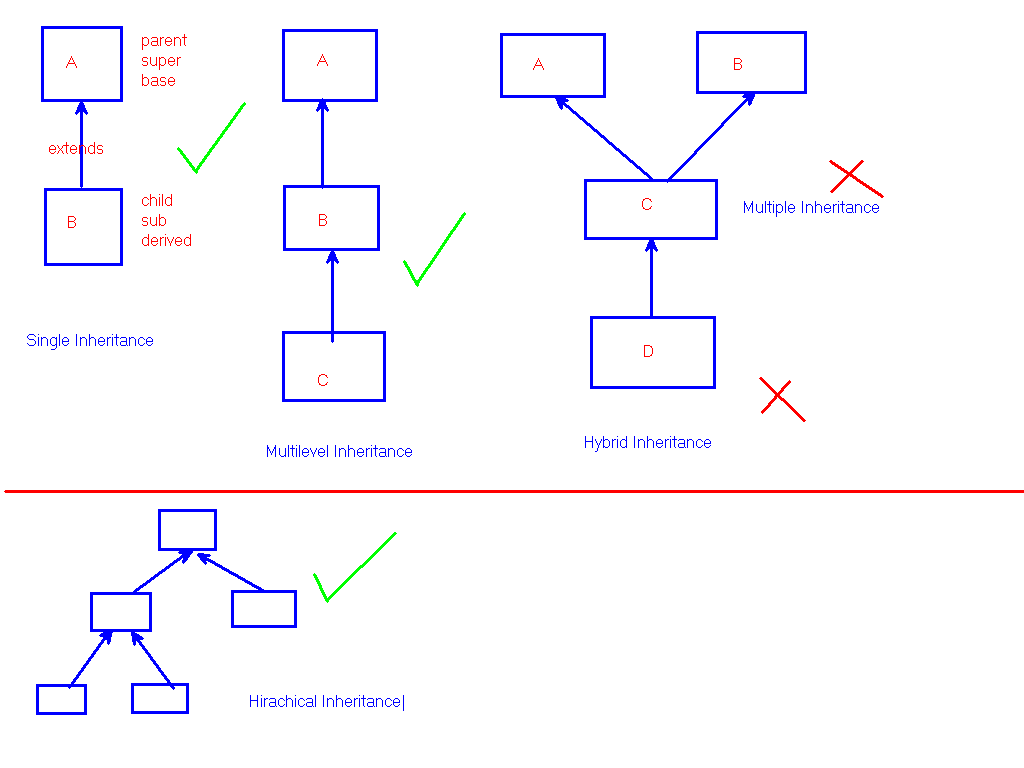 A
parent
super
base
extends
B
child
sub
derived
Single Inheritance
A
B
C
Multilevel Inheritance
A
B
C
Multiple Inheritance
D
Hybrid Inheritance
Hirachical Inheritance